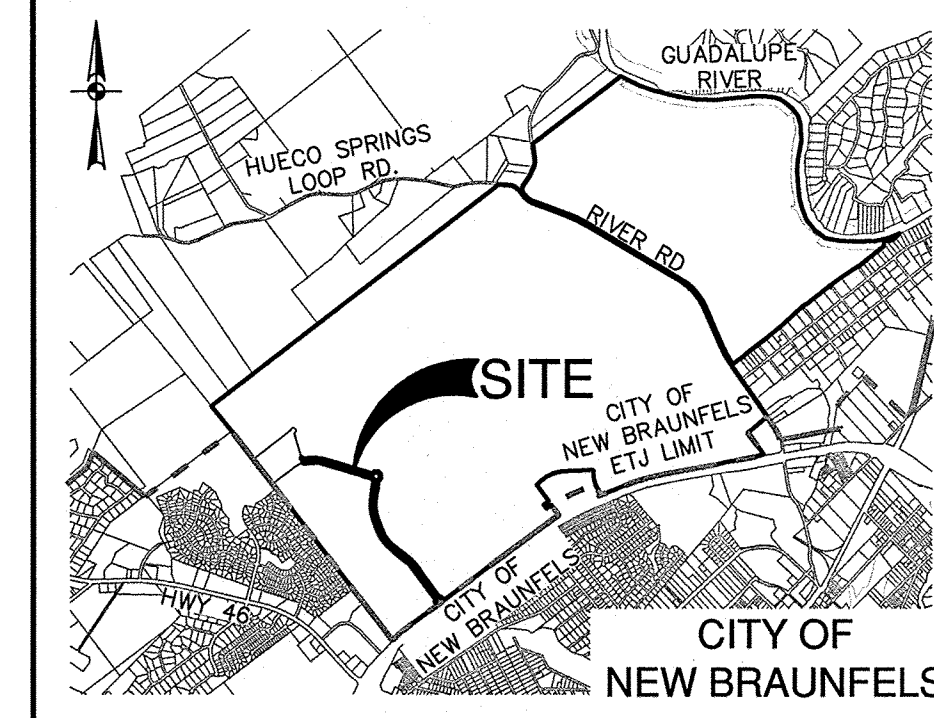 GUADALUPE
RIVER
HUECO SPRINGS
LOOP RD.
RIVER RD
SITE
CITY OF
NEW BRAUNFELS
ETJ LIMIT
CITY OF
NEW BRAUNFELS
HWY 46
CITY OF
NEW BRAUNFELS